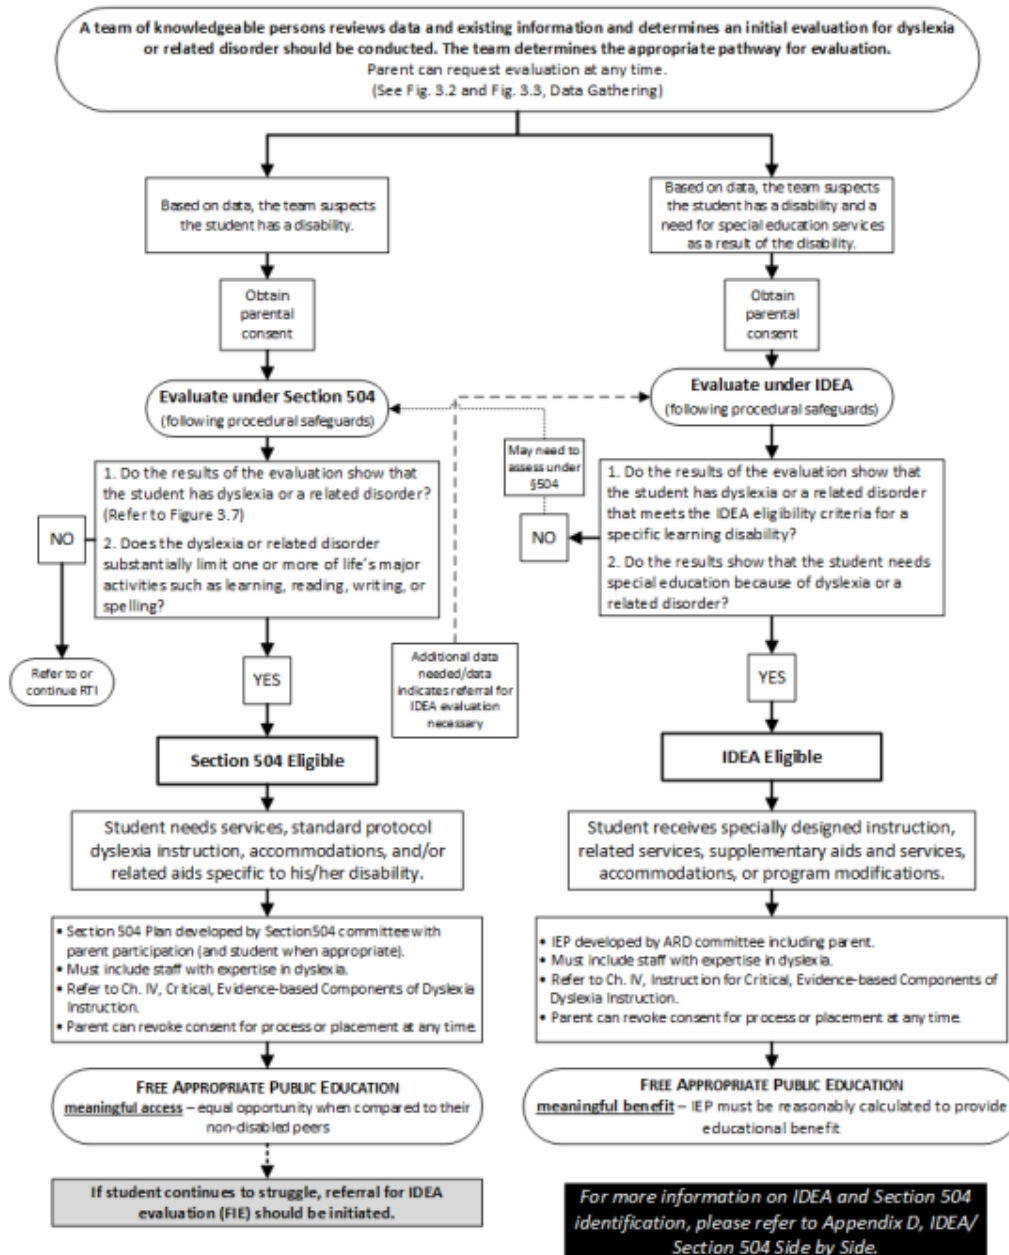 A team of knowledgeable persons reviews data and existing information and determines an initial evaluation for dyslexia
or related disorder should be conducted. The team determines the appropriate pathway for evaluation.
Parent can request evaluation at any time.
(See Fig. 3.2 and Fig. 3.3, Data Gathering)
Based on data, the team suspects
the student has a disability.
Obtain
parental
consent
Evaluate under Section 504
(following procedural safeguards)
1. Do the results of the evaluation show that
the student has dyslexia or a related disorder?
(Refer to Figure 3.7)
2. Does the dyslexia or related disorder
substantially limit one or more of life's major
activities such as learning, reading, writing, or
spelling?
NO
Refer to or
continue RTI
YES
Section 504 Eligible
Student needs services, standard protocol
dyslexia instruction, accommodations, and/or
related aids specific to his/her disability.
• Section 504 Plan developed by Section504 committee with
parent participation (and student when appropriate).
• Must include staff with expertise in dyslexia.
• Refer to Ch. IV, Critical, Evidence-based Components of Dyslexia
Instruction.
• Parent can revoke consent for process or placement at any time.
FREE APPROPRIATE PUBLIC EDUCATION
meaningful access – equal opportunity when compared to their
non-disabled peers
If student continues to struggle, referral for IDEA
evaluation (FIE) should be initiated.
May need to
assess under
§504
Additional data
needed/data
indicates referral for
IDEA evaluation
necessary
Based on data, the team suspects
the student has a disability and a
need for special education services
as a result of the disability.
Obtain
parental
consent
Evaluate under IDEA
(following procedural safeguards)
1. Do the results of the evaluation show that
the student has dyslexia or a related disorder
that meets the IDEA eligibility criteria for a
specific learning disability?
2. Do the results show that the student needs
special education because of dyslexia or a
related disorder?
NO
YES
IDEA Eligible
Student receives specially designed instruction,
related services, supplementary aids and services,
accommodations, or program modifications.
• IEP developed by ARD committee including parent.
• Must include staff with expertise in dyslexia.
• Refer to Ch. IV, Instruction for Critical, Evidence-based Components of
Dyslexia Instruction.
• Parent can revoke consent for process or placement at any time.
FREE APPROPRIATE PUBLIC EDUCATION
meaningful benefit – IEP must be reasonably calculated to provide
educational benefit
For more information on IDEA and Section 504
identification, please refer to Appendix D, IDEA/
Section 504 Side by Side.